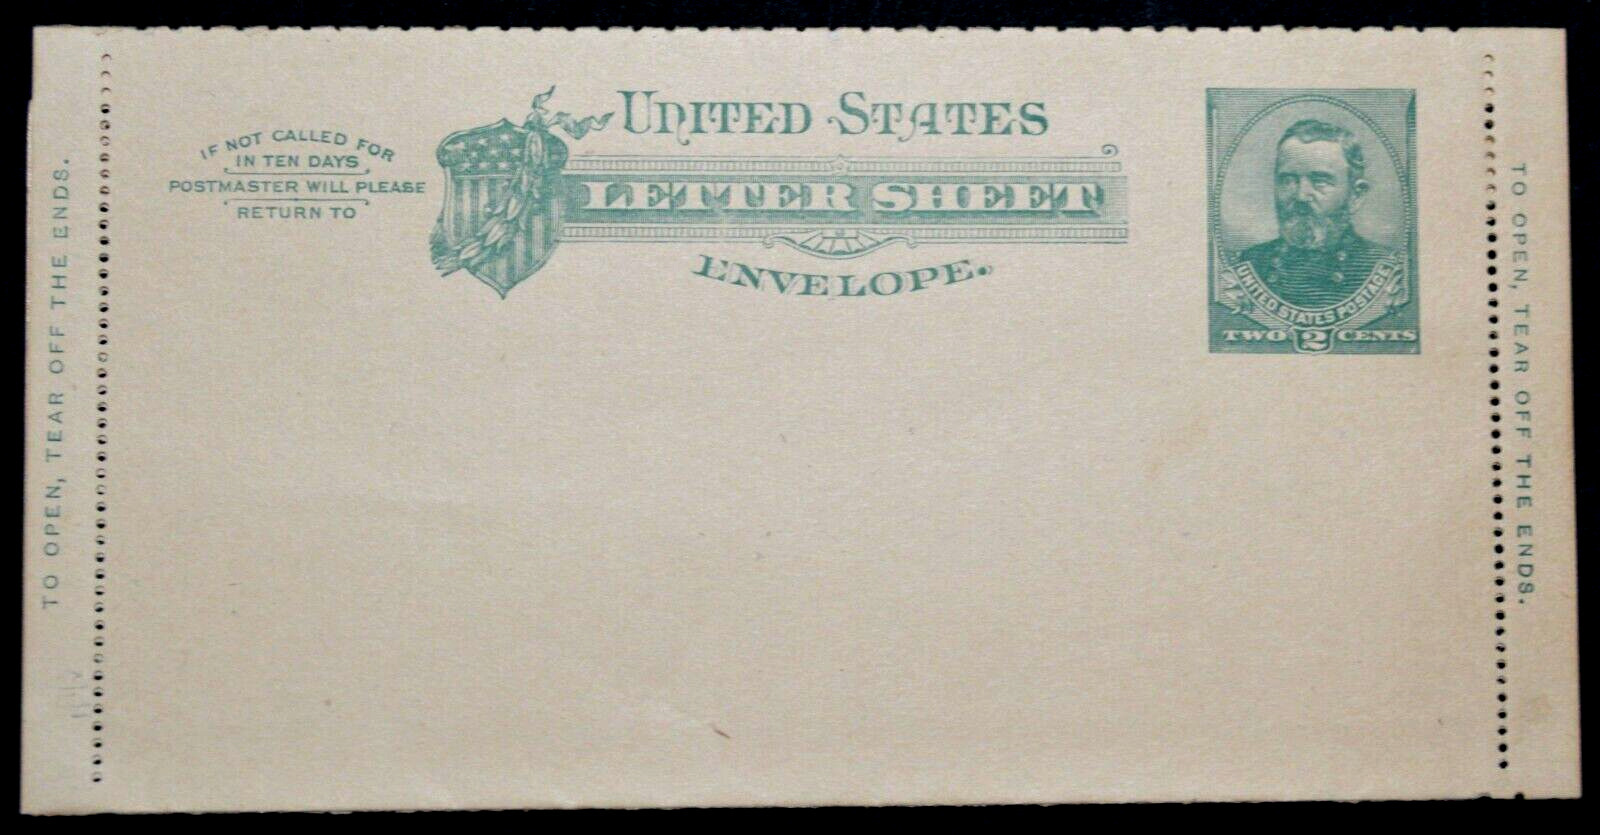 TO OPEN, TEAR OFF THE ENDS.
IF NOT CALLED FOR
IN TEN DAYS
POSTMASTER WILL PLEASE
RETURN TO
UNITED STATES
LETTER SHEET
ENVELOPE.
UNITED STATES POSTAGE
TWO 2 CENTS
TO OPEN, TEAR OFF THE ENDS.